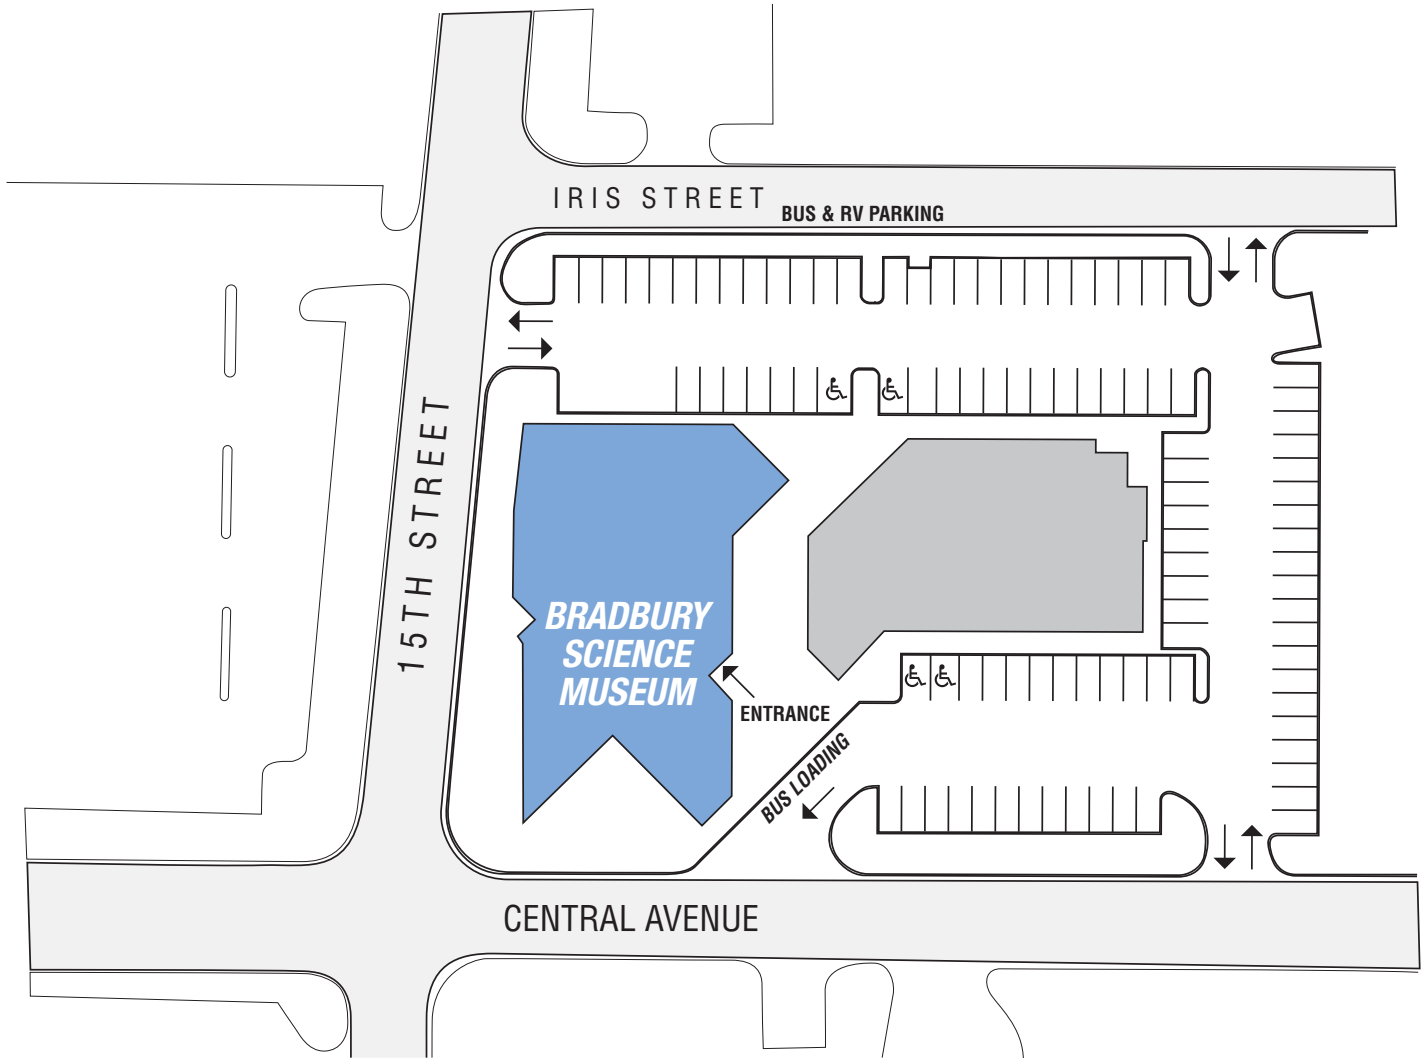 IRIS STREET
BUS & RV PARKING
15TH STREET
BRADBURY
SCIENCE
MUSEUM
ENTRANCE
BUS LOADING
CENTRAL AVENUE